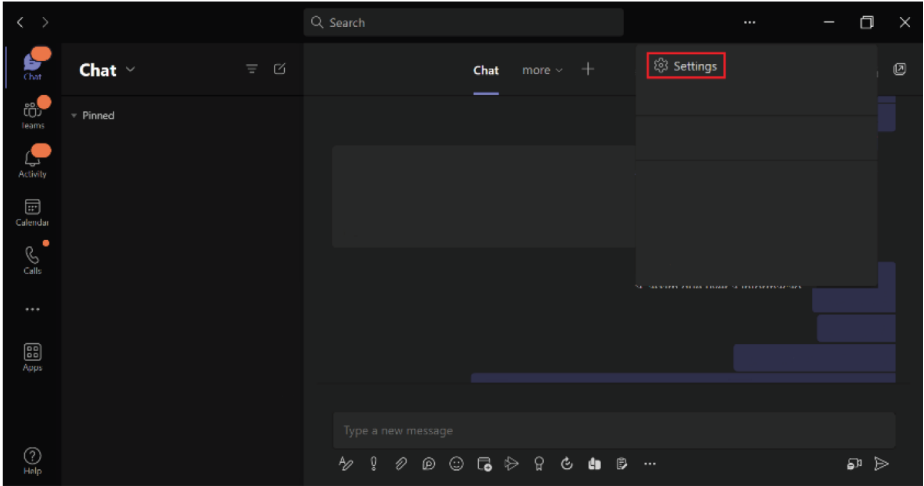 Search
Chat
Chat
Chat
more
Settings
Teams
Pinned
Activity
Calendar
Calls
Apps
Type a new message
Help